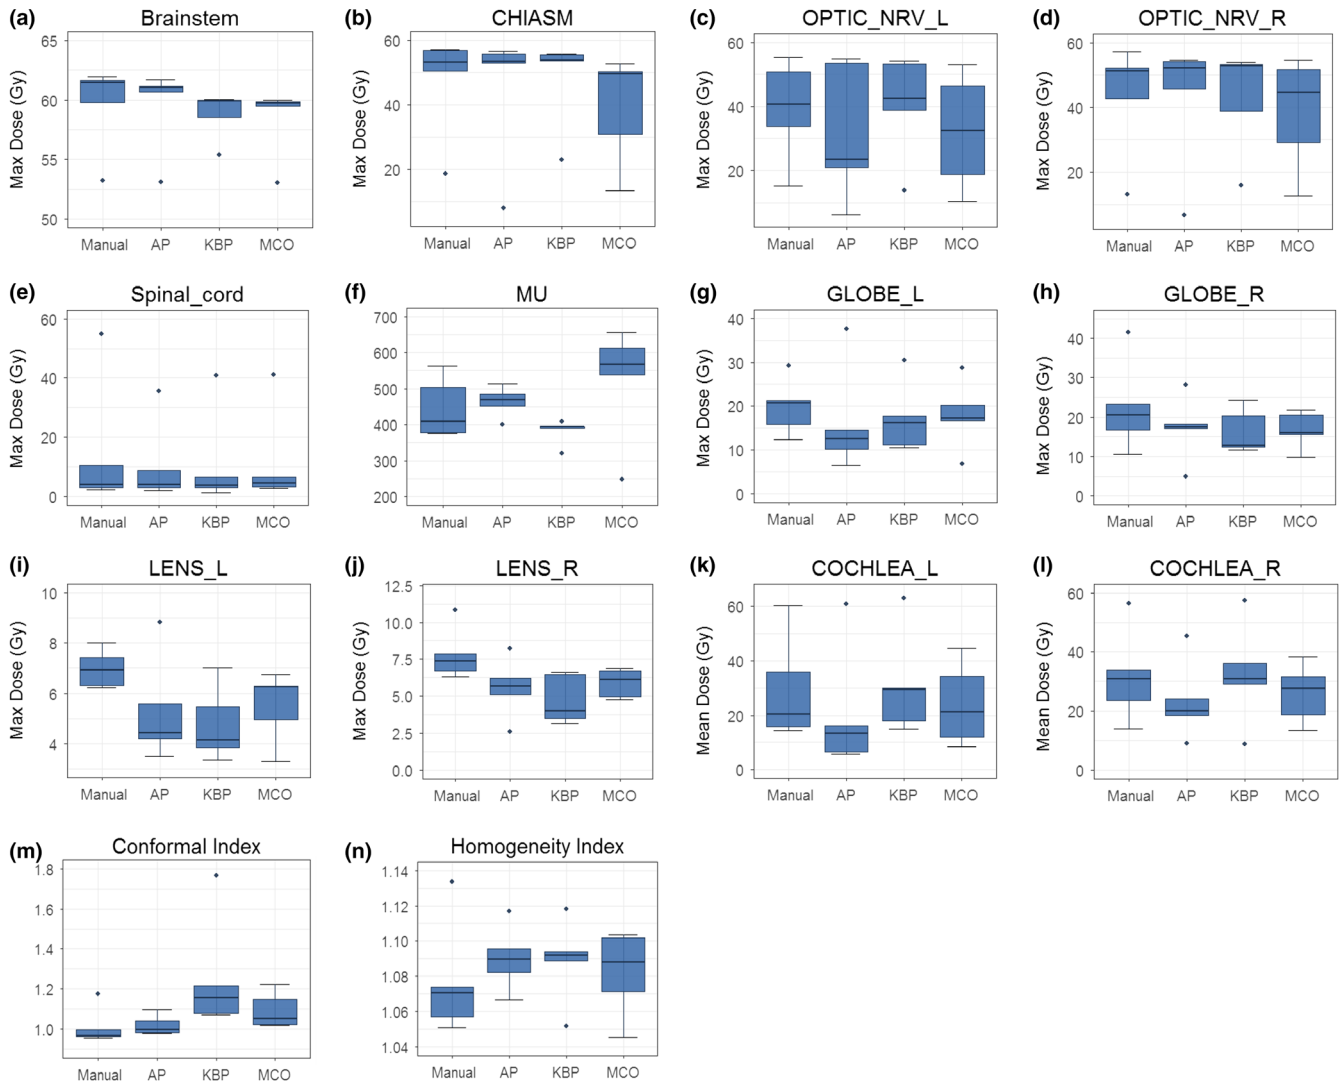 (a) Brainstem
Max Dose (Gy)
65
60
55
50
Manual AP KBP MCO
(b) CHIASM
Max Dose (Gy)
60
40
20
Manual AP KBP MCO
(c) OPTIC_NRV_L
Max Dose (Gy)
60
40
20
Manual AP KBP MCO
(d) OPTIC_NRV_R
Max Dose (Gy)
60
40
20
Manual AP KBP MCO
(e) Spinal_cord
Max Dose (Gy)
60
40
20
0
Manual AP KBP MCO
(f) MU
Max Dose (Gy)
700
600
500
400
300
200
Manual AP KBP MCO
(g) GLOBE_L
Max Dose (Gy)
40
30
20
10
0
Manual AP KBP MCO
(h) GLOBE_R
Max Dose (Gy)
40
30
20
10
0
Manual AP KBP MCO
(i) LENS_L
Max Dose (Gy)
10
8
6
4
Manual AP KBP MCO
(j) LENS_R
Max Dose (Gy)
12.5
10.0
7.5
5.0
2.5
0.0
Manual AP KBP MCO
(k) COCHLEA_L
Mean Dose (Gy)
60
40
20
0
Manual AP KBP MCO
(l) COCHLEA_R
Mean Dose (Gy)
60
40
20
0
Manual AP KBP MCO
(m) Conformal Index
1.8
1.6
1.4
1.2
1.0
Manual AP KBP MCO
(n) Homogeneity Index
1.14
1.12
1.10
1.08
1.06
1.04
Manual AP KBP MCO